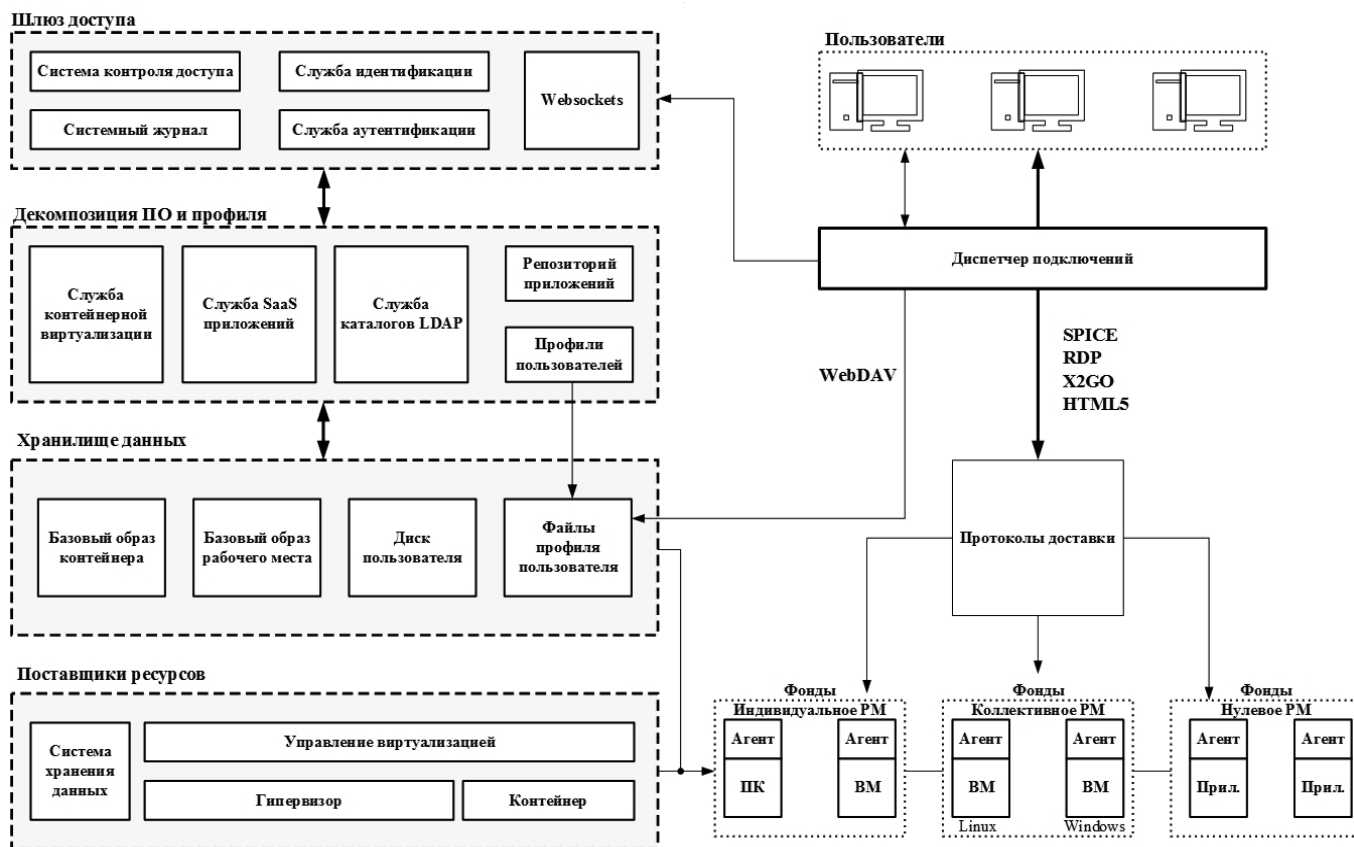 Шлюз доступа
Система контроля доступа
Служба идентификации
Websockets
Системный журнал
Служба аутентификации
Пользователи
Декомпозиция ПО и профиля
Служба
контейнерной
виртуализации
Служба SaaS
приложений
Служба
каталогов LDAP
Репозиторий
приложений
Профили
пользователей
Диспетчер подключений
WebDAV
SPICE
RDP
X2GO
HTML5
Хранилище данных
Базовый образ
контейнера
Базовый образ
рабочего места
Диск
пользователя
Файлы
профиля
пользователя
Протоколы доставки
Поставщики ресурсов
Система
хранения
данных
Управление виртуализацией
Гипервизор
Контейнер
Фонды
Индивидуальное РМ
Агент
ПК
Агент
ВМ
Фонды
Коллективное РМ
Агент
ВМ
Linux
Агент
ВМ
Windows
Фонды
Нулевое РМ
Агент
Прил.
Агент
Прил.